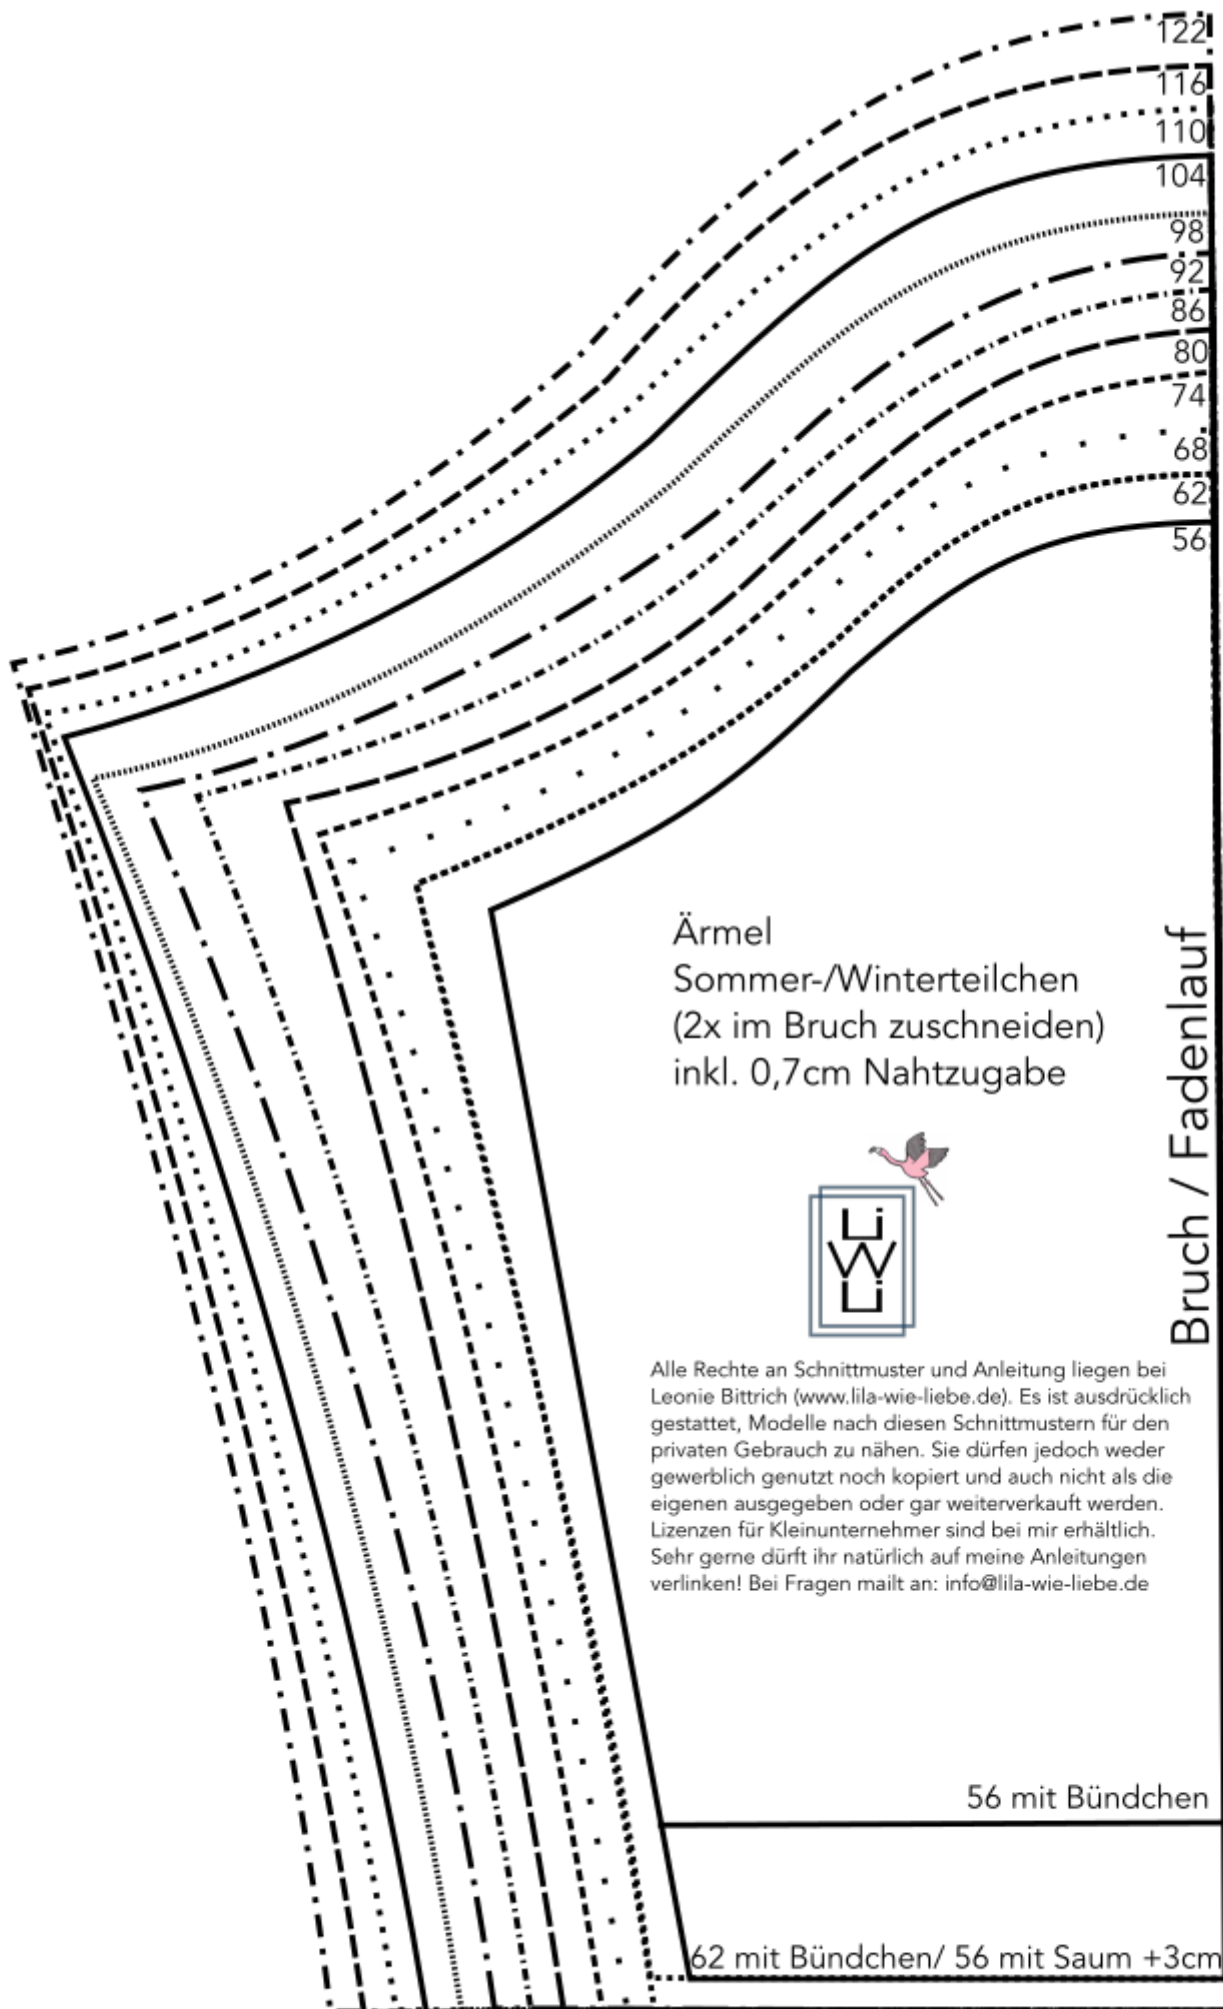 122
116
110
104
98
92
86
80
74
68
62
56
Ärmel
Sommer-/Winterteilchen
(2x im Bruch zuschneiden)
inkl. 0,7cm Nahtzugabe
Bruch / Fadenlauf
Li
W
Li
Alle Rechte an Schnittmuster und Anleitung liegen bei
Leonie Bittrich (www.lila-wie-liebe.de). Es ist ausdrücklich
gestattet, Modelle nach diesen Schnittmustern für den
privaten Gebrauch zu nähen. Sie dürfen jedoch weder
gewerblich genutzt noch kopiert und auch nicht als die
eigenen ausgegeben oder gar weiterverkauft werden.
Lizenzen für Kleinunternehmer sind bei mir erhältlich.
Sehr gerne dürft ihr natürlich auf meine Anleitungen
verlinken! Bei Fragen mailt an: info@lila-wie-liebe.de
56 mit Bündchen
62 mit Bündchen/ 56 mit Saum +3cm